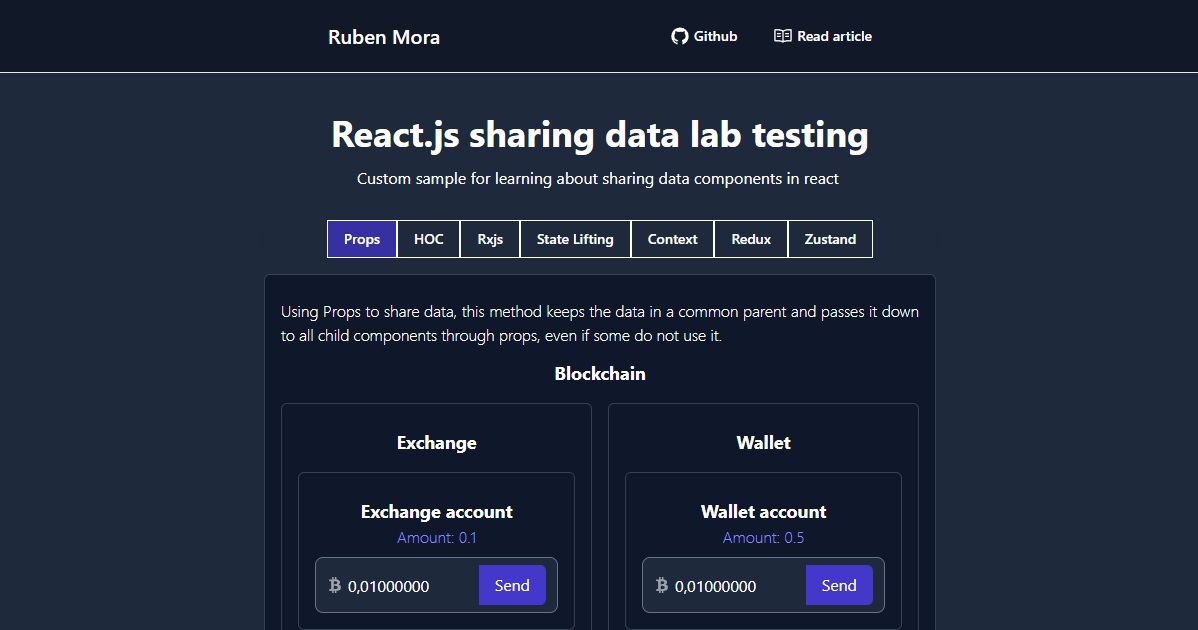 Ruben Mora
Github
Read article
React.js sharing data lab testing
Custom sample for learning about sharing data components in react
Props
HOC
Rxjs
State Lifting
Context
Redux
Zustand
Using Props to share data, this method keeps the data in a common parent and passes it down
to all child components through props, even if some do not use it.
Blockchain
Exchange
Exchange account
Amount: 0.1
0,01000000
Send
Wallet
Wallet account
Amount: 0.5
0,01000000
Send